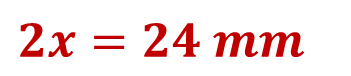 2x = 24 mm